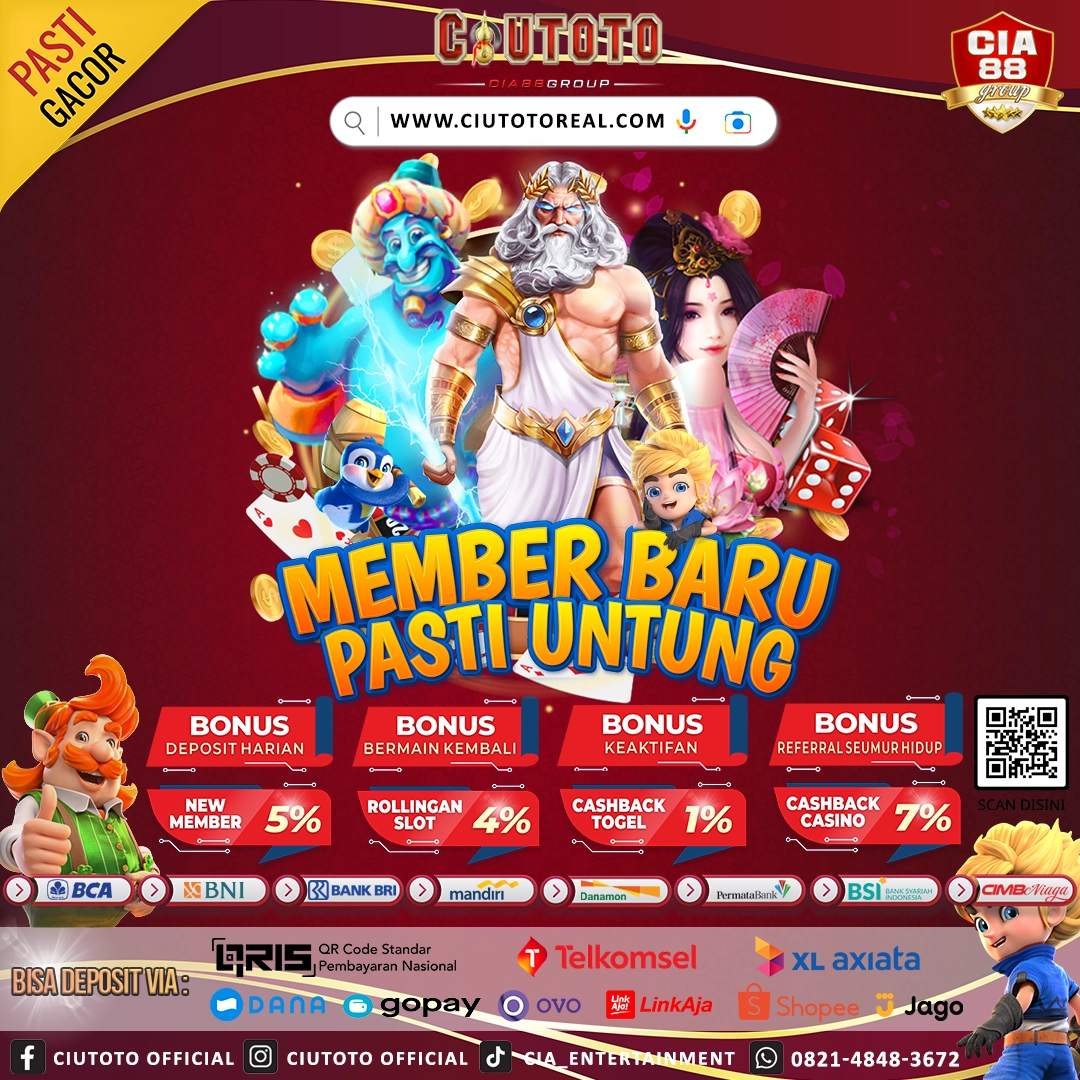 PASTI
GACOR
CIUTOTO
CIA88GROUP
CIA
88
group
WWW.CIUTOTOREAL.COM
MEMBER BARU
PASTI UNTUNG
BONUS
DEPOSIT HARIAN
BONUS
BERMAIN KEMBALI
BONUS
KEAKTIFAN
BONUS
REFERRAL SEUMUR HIDUP
NEW
MEMBER 5%
ROLLINGAN
SLOT 4%
CASHBACK
TOGEL 1%
CASHBACK
CASINO 7%
SCAN DISINI
BCA
BNI
BANK BRI
mandiri
Danamon
PermataBank
BSI BANK SYARIAH
INDONESIA
CIMB Niaga
BISA DEPOSIT VIA :
QRIS QR Code Standar
Pembayaran Nasional
Telkomsel
XL axiata
DANA
gopay
OVO
Link
Aja!
LinkAja
Shopee
Jago
CIUTOTO OFFICIAL
CIUTOTO OFFICIAL
CIA_ENTERTAINMENT
0821-4848-3672